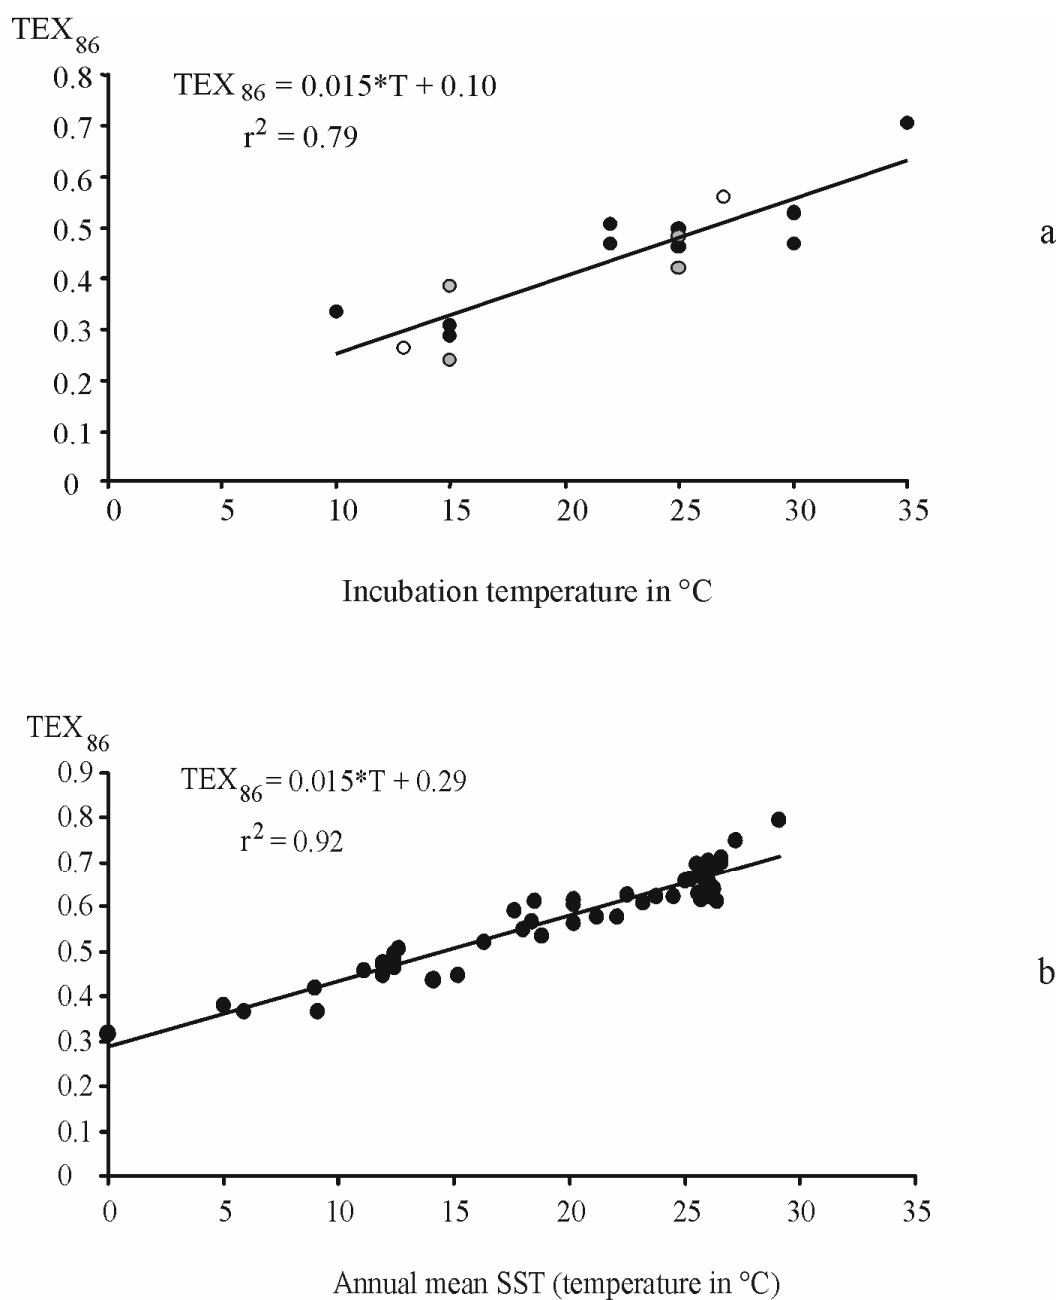 TEX86
TEX 86 = 0.015*T + 0.10
r2 = 0.79
0.8
0.7
0.6
0.5
0.4
0.3
0.2
0.1
0
a
0 5 10 15 20 25 30 35
Incubation temperature in °C
TEX86
TEX86 = 0.015*T + 0.29
r2 = 0.92
0.9
0.8
0.7
0.6
0.5
0.4
0.3
0.2
0.1
0
b
0 5 10 15 20 25 30 35
Annual mean SST (temperature in °C)